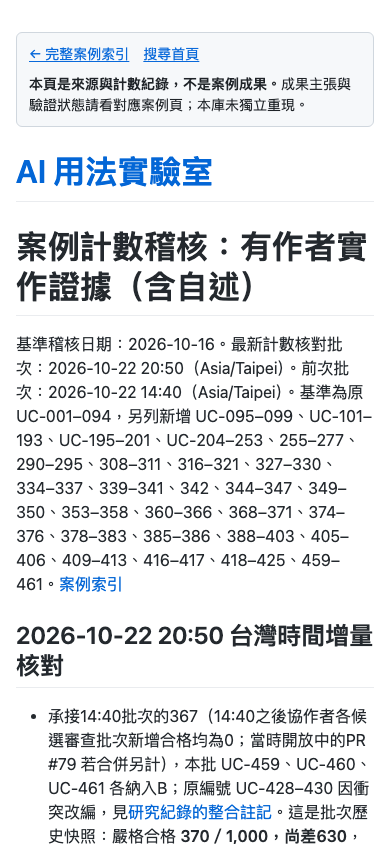 ← 完整案例索引 搜尋首頁
本頁是來源與計數紀錄，不是案例成果。成果主張與
驗證狀態請看對應案例頁；本庫未獨立重現。
AI 用法實驗室
案例計數稽核：有作者實
作證據（含自述）
基準稽核日期：2026-10-16。最新計數核對批
次：2026-10-22 20:50（Asia/Taipei）。前次批
次：2026-10-22 14:40（Asia/Taipei）。基準為原
UC-001–094，另列新增 UC-095–099、UC-101–
193、UC-195–201、UC-204–253、255–277、
290–295、308–311、316–321、327–330、
334–337、339–341、342、344–347、349–
350、353–358、360–366、368–371、374–
376、378–383、385–386、388–403、405–
406、409–413、416–417、418–425、459–
461。案例索引
2026-10-22 20:50 台灣時間增量
核對
承接14:40批次的367（14:40之後協作者各候
選審查批次新增合格均為0；當時開放中的PR
#79 若合併另計），本批 UC-459、UC-460、
UC-461 各納入B；原編號 UC-428–430 因衝
突改編，見研究紀錄的整合註記。這是批次歷
史快照：嚴格合格 370 / 1,000，尚差630，